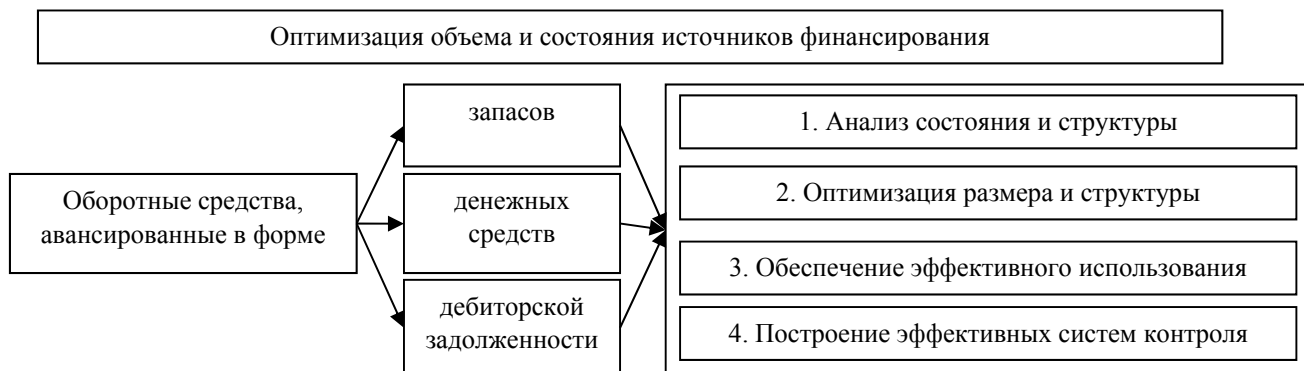 Оптимизация объема и состояния источников финансирования
Оборотные средства,
авансированные в форме
запасов
денежных
средств
дебиторской
задолженности
1. Анализ состояния и структуры
2. Оптимизация размера и структуры
3. Обеспечение эффективного использования
4. Построение эффективных систем контроля